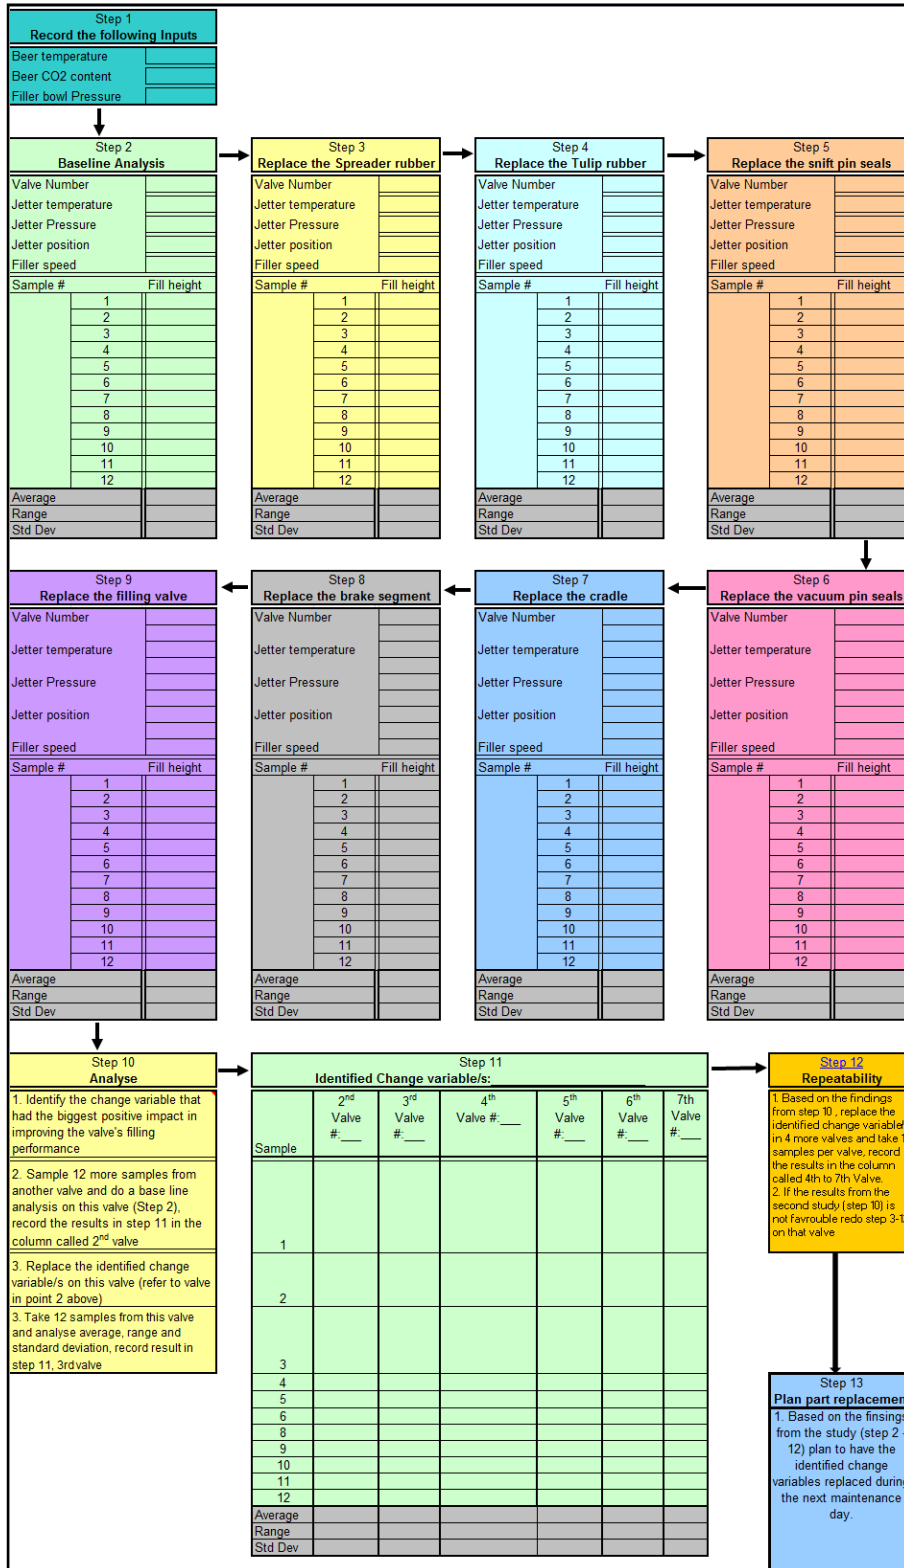 Step 1
Record the following Inputs
Beer temperature
Beer CO2 content
Filler bowl Pressure
Step 2
Baseline Analysis
Valve Number
Jetter temperature
Jetter Pressure
Jetter position
Filler speed
Sample # Fill height
1
2
3
4
5
6
7
8
9
10
11
12
Average
Range
Std Dev
Step 3
Replace the Spreader rubber
Valve Number
Jetter temperature
Jetter Pressure
Jetter position
Filler speed
Sample # Fill height
1
2
3
4
5
6
7
8
9
10
11
12
Average
Range
Std Dev
Step 4
Replace the Tulip rubber
Valve Number
Jetter temperature
Jetter Pressure
Jetter position
Filler speed
Sample # Fill height
1
2
3
4
5
6
7
8
9
10
11
12
Average
Range
Std Dev
Step 5
Replace the snift pin seals
Valve Number
Jetter temperature
Jetter Pressure
Jetter position
Filler speed
Sample # Fill height
1
2
3
4
5
6
7
8
9
10
11
12
Average
Range
Std Dev
Step 9
Replace the filling valve
Valve Number
Jetter temperature
Jetter Pressure
Jetter position
Filler speed
Sample # Fill height
1
2
3
4
5
6
7
8
9
10
11
12
Average
Range
Std Dev
Step 8
Replace the brake segment
Valve Number
Jetter temperature
Jetter Pressure
Jetter position
Filler speed
Sample # Fill height
1
2
3
4
5
6
7
8
9
10
11
12
Average
Range
Std Dev
Step 7
Replace the cradle
Valve Number
Jetter temperature
Jetter Pressure
Jetter position
Filler speed
Sample # Fill height
1
2
3
4
5
6
7
8
9
10
11
12
Average
Range
Std Dev
Step 6
Replace the vacuum pin seals
Valve Number
Jetter temperature
Jetter Pressure
Jetter position
Filler speed
Sample # Fill height
1
2
3
4
5
6
7
8
9
10
11
12
Average
Range
Std Dev
Step 10
Analyse
1. Identify the change variable that
had the biggest positive impact in
improving the valve's filling
performance
2. Sample 12 more samples from
another valve and do a base line
analysis on this valve (Step 2),
record the results in step 11 in the
column called 2nd valve
3. Replace the identified change
variable/s on this valve (refer to valve
in point 2 above)
3. Take 12 samples from this valve
and analyse average, range and
standard deviation, record result in
step 11, 3rdvalve
Step 11
Identified Change variable/s:____________________
Sample
2nd Valve #:___
3rd Valve #:___
4th Valve #:___
5th Valve #:___
6th Valve #:___
7th Valve #:___
1
2
3
4
5
6
8
9
10
11
12
Average
Range
Std Dev
Step 12
Repeatability
1. Based on the findings
from step 10 , replace the
identified change variable/
in 4 more valves and take 1
samples per valve, record
the results in the column
called 4th to 7th Valve.
2. If the results from the
second study (step 10) is
not favrouble redo step 3-1
on that valve
Step 13
Plan part replacemen
1. Based on the finsings
from the study (step 2 -
12) plan to have the
identified change
variables replaced during
the next maintenance
day.